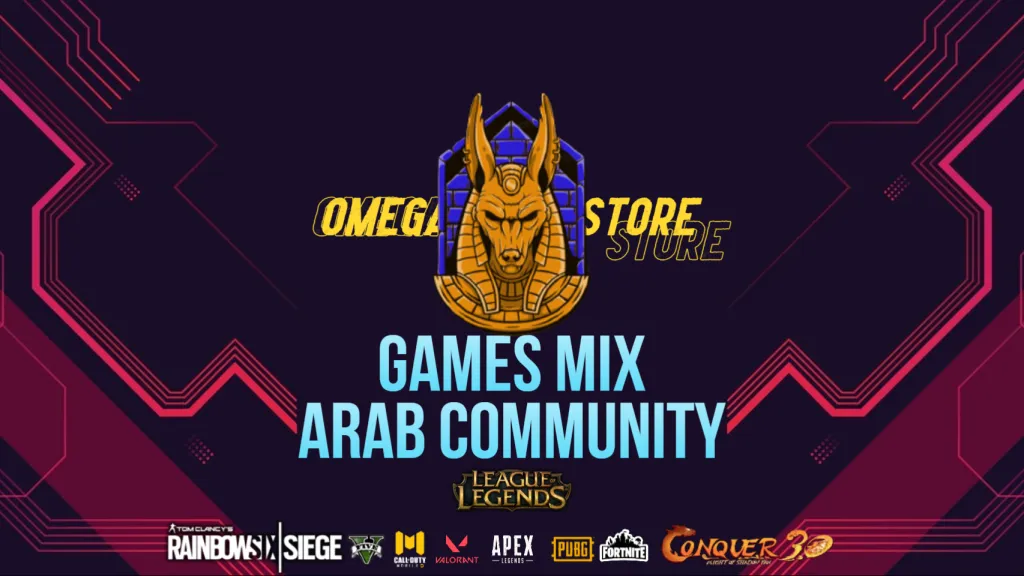 OMEGA STORE
STORE
GAMES MIX
ARAB COMMUNITY
LEAGUE OF
LEGENDS
TOM CLANCY'S
RAINBOW SIX | SIEGE
V
CALL OF DUTY
MOBILE
VALORANT
APEX
LEGENDS
PUBG
FORTNITE
CONQUER 3.0